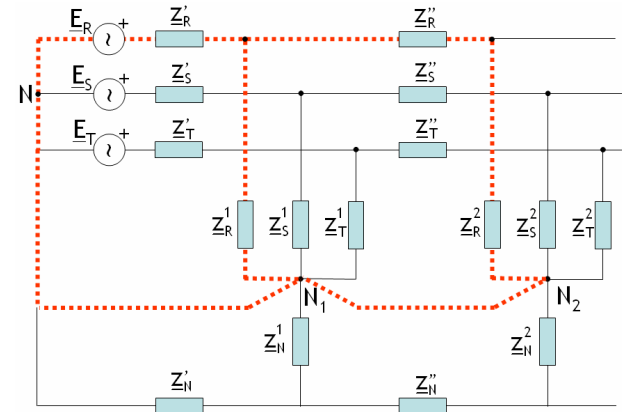 E_R + Z'_R Z''_R
E_S + Z'_S Z''_S
N
E_T + Z'_T Z''_T
Z^1_R Z^1_S Z^1_T Z^2_R Z^2_S Z^2_T
N_1 N_2
Z^1_N Z^2_N
Z'_N Z''_N